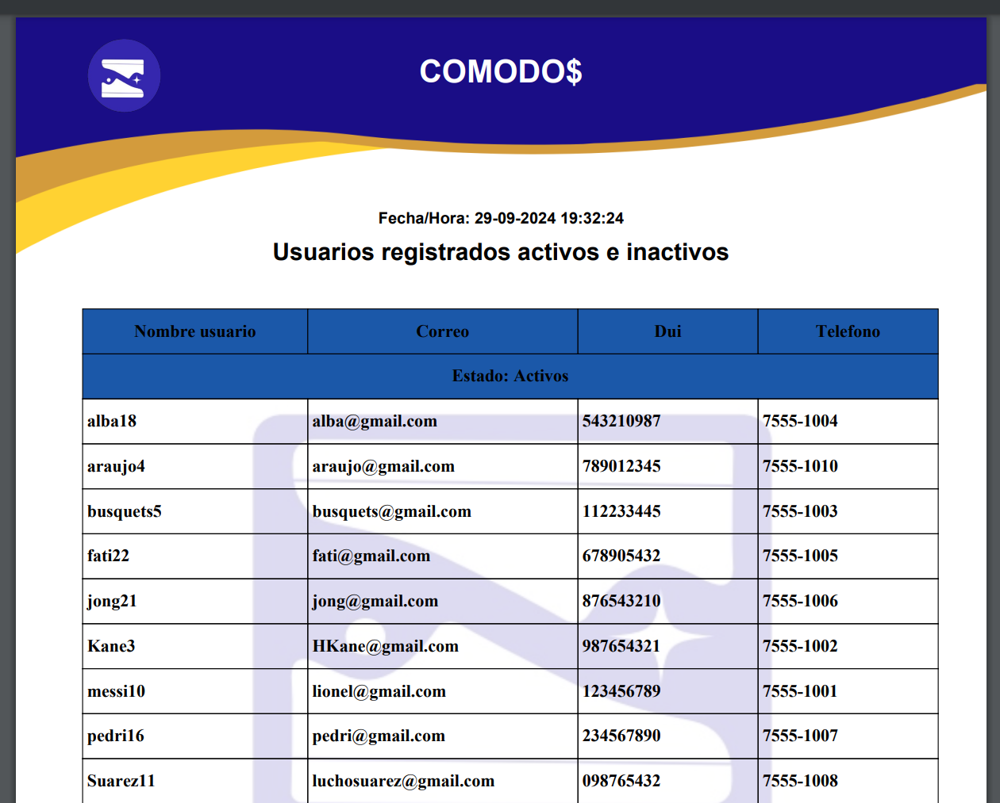 COMODO$
Fecha/Hora: 29-09-2024 19:32:24
Usuarios registrados activos e inactivos
Nombre usuario Correo Dui Telefono
Estado: Activos
alba18 alba@gmail.com 543210987 7555-1004
araujo4 araujo@gmail.com 789012345 7555-1010
busquets5 busquets@gmail.com 112233445 7555-1003
fati22 fati@gmail.com 678905432 7555-1005
jong21 jong@gmail.com 876543210 7555-1006
Kane3 HKane@gmail.com 987654321 7555-1002
messi10 lionel@gmail.com 123456789 7555-1001
pedri16 pedri@gmail.com 234567890 7555-1007
Suarez11 luchosuarez@gmail.com 098765432 7555-1008